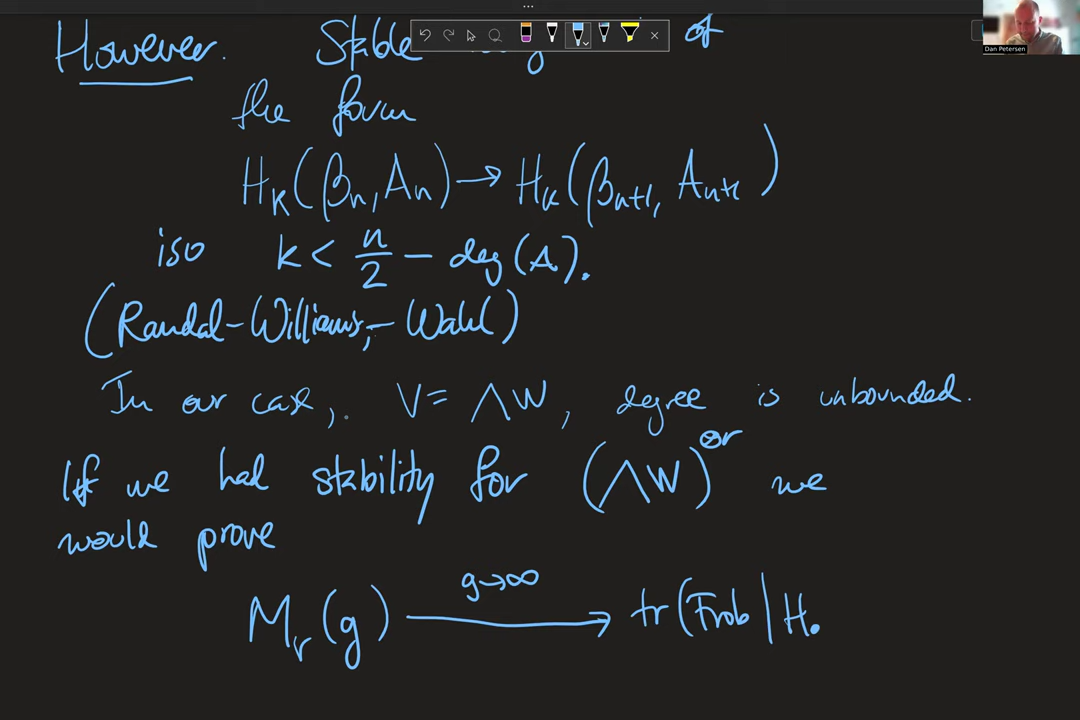 However. Stable of
the form
H_k(β_n, A_n) → H_k(β_{n+1}, A_{n+1})
iso k < n/2 - deg(A.).
(Randal-Williams,-Wahl)
In our case, V = ΛW, degree is unbounded.
If we had stability for (ΛW)^{⊗r} we
would prove
M_r(g) \xrightarrow{g→∞} tr(Frob | H.
Dan Petersen